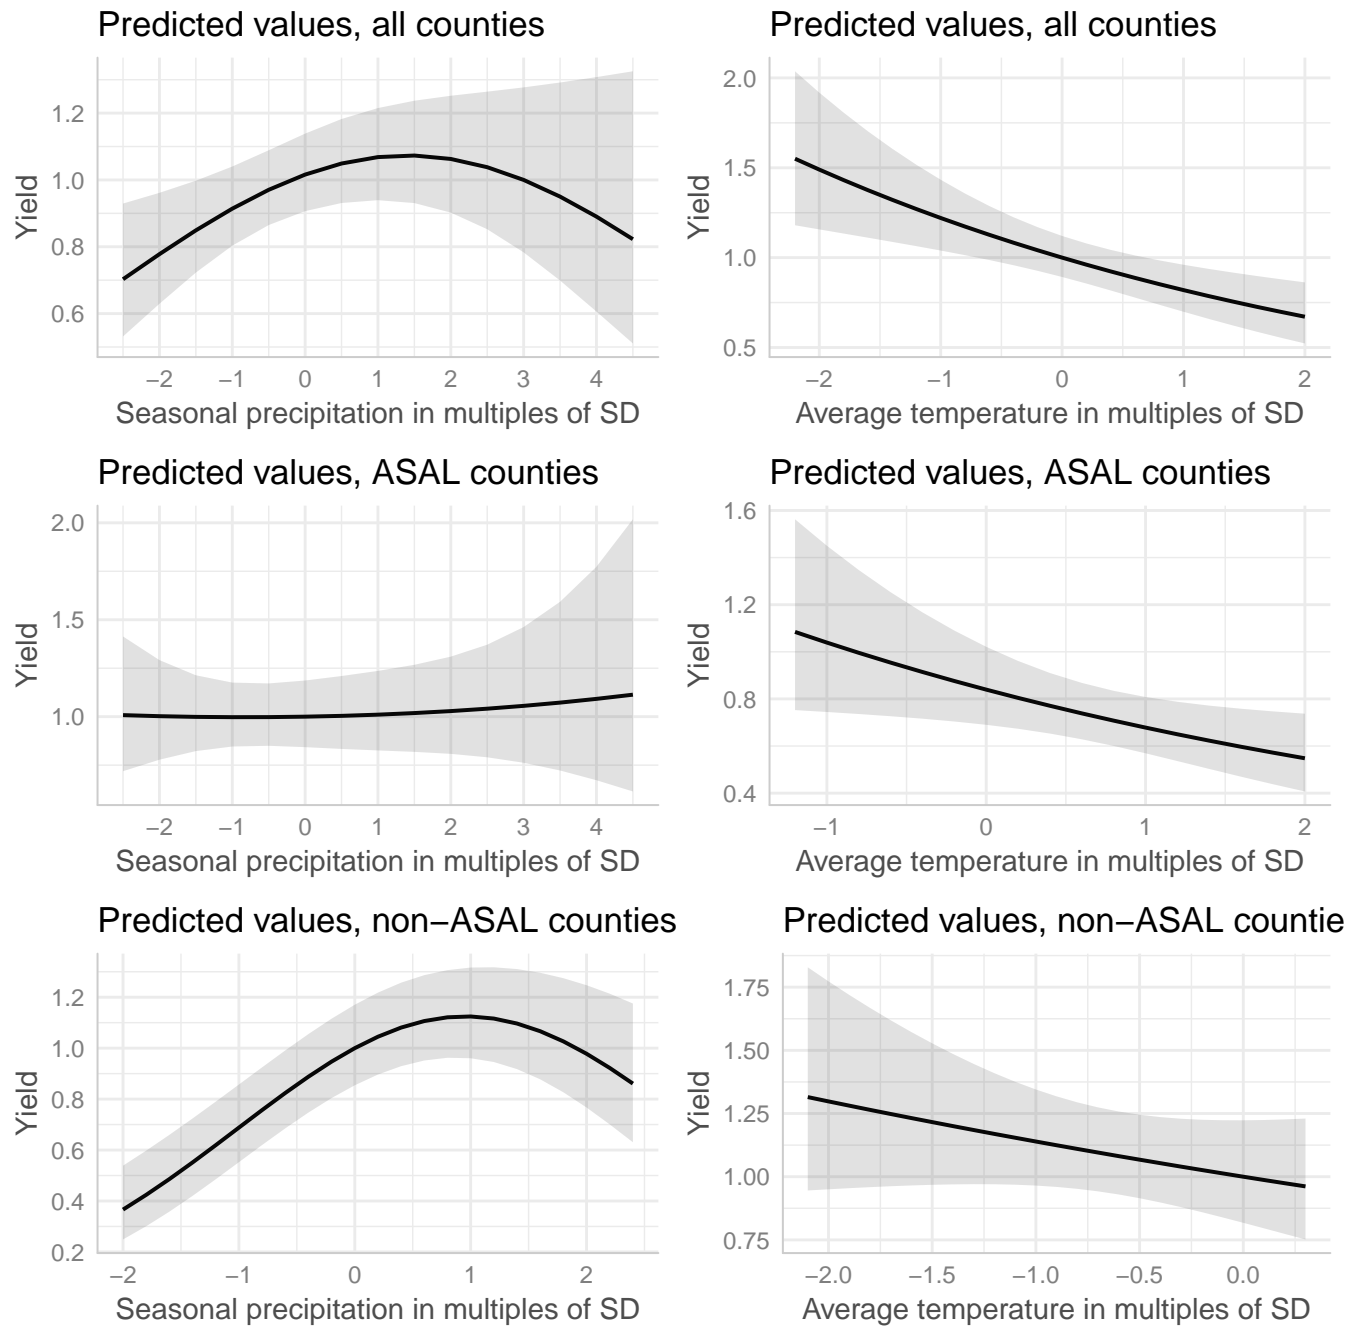 Predicted values, all counties
Yield
1.2
1.0
0.8
0.6
−2 −1 0 1 2 3 4
Seasonal precipitation in multiples of SD
Predicted values, all counties
Yield
2.0
1.5
1.0
0.5
−2 −1 0 1 2
Average temperature in multiples of SD
Predicted values, ASAL counties
Yield
2.0
1.5
1.0
−2 −1 0 1 2 3 4
Seasonal precipitation in multiples of SD
Predicted values, ASAL counties
Yield
1.6
1.2
0.8
0.4
−1 0 1 2
Average temperature in multiples of SD
Predicted values, non−ASAL counties
Yield
1.2
1.0
0.8
0.6
0.4
0.2
−2 −1 0 1 2
Seasonal precipitation in multiples of SD
Predicted values, non−ASAL countie
Yield
1.75
1.50
1.25
1.00
0.75
−2.0 −1.5 −1.0 −0.5 0.0
Average temperature in multiples of SD